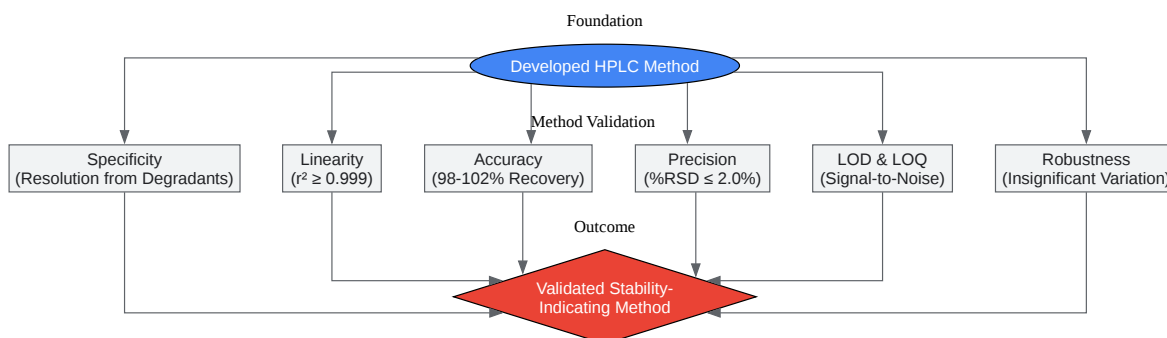 Foundation
Developed HPLC Method
Method Validation
Specificity
(Resolution from Degradants)
Linearity
(r² ≥ 0.999)
Accuracy
(98-102% Recovery)
Precision
(%RSD ≤ 2.0%)
LOD & LOQ
(Signal-to-Noise)
Robustness
(Insignificant Variation)
Outcome
Validated Stability-
Indicating Method